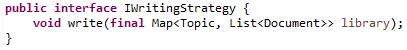 public interface IWritingStrategy {
    void write(final Map<Topic, List<Document>> library);
}